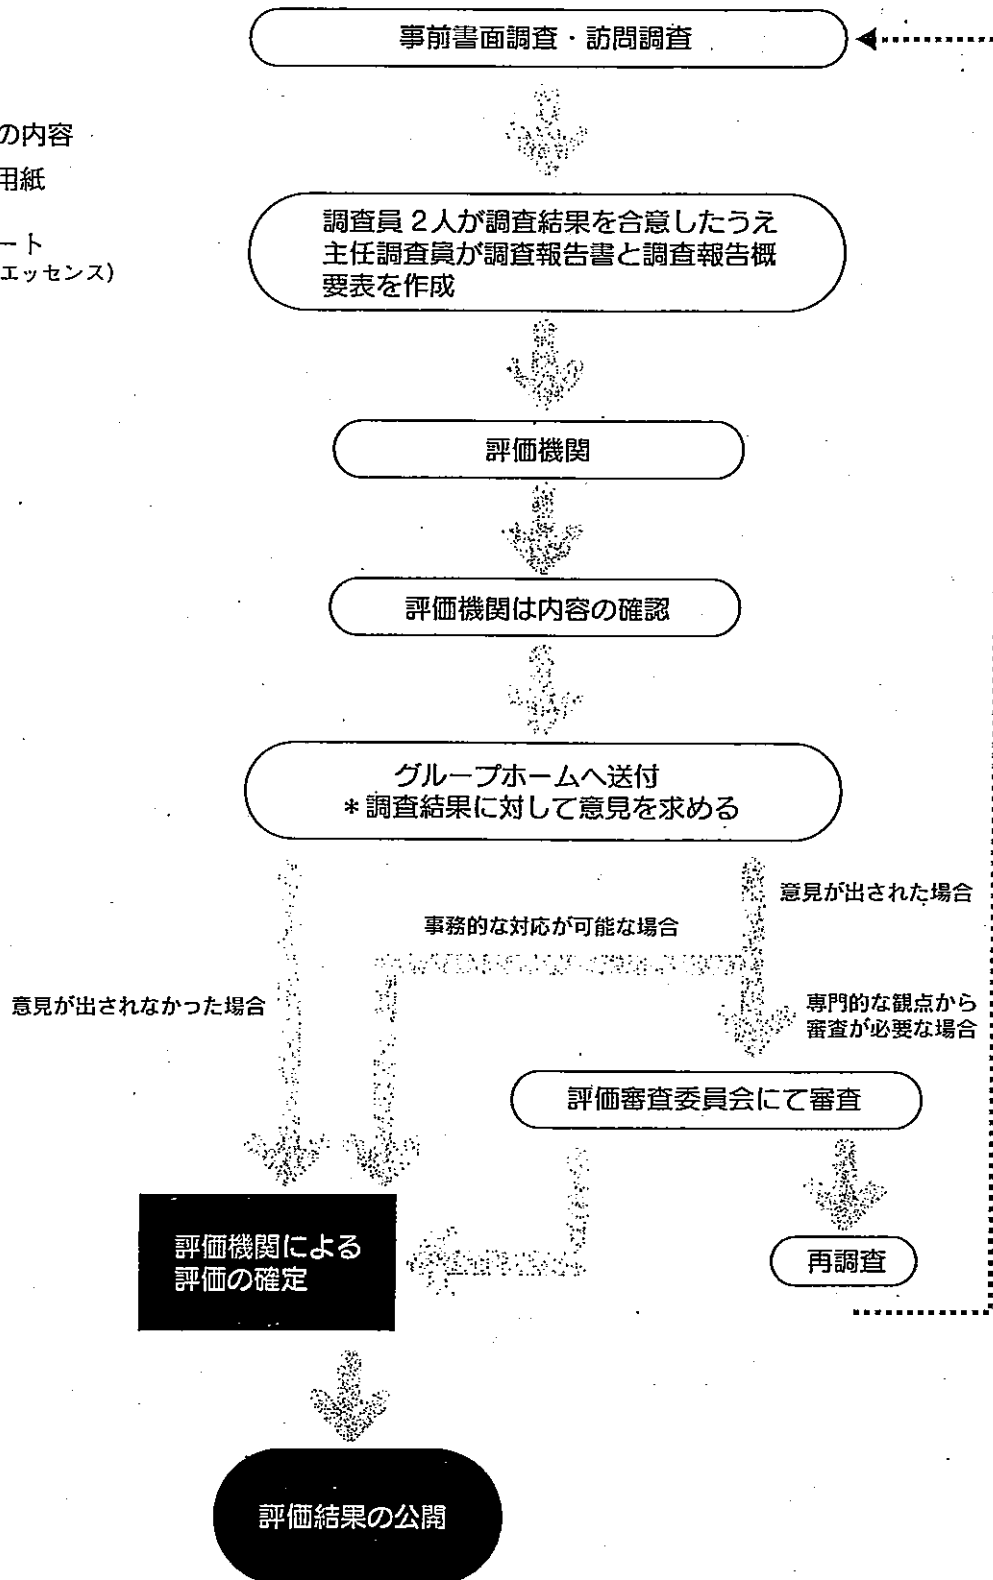 事前書面調査・訪問調査
の内容
用紙
ート
エッセンス)
調査員2人が調査結果を合意したうえ
主任調査員が調査報告書と調査報告概
要表を作成
評価機関
評価機関は内容の確認
グループホームへ送付
*調査結果に対して意見を求める
意見が出された場合
事務的な対応が可能な場合
意見が出されなかった場合
専門的な観点から
審査が必要な場合
評価審査委員会にて審査
評価機関による
評価の確定
再調査
評価結果の公開